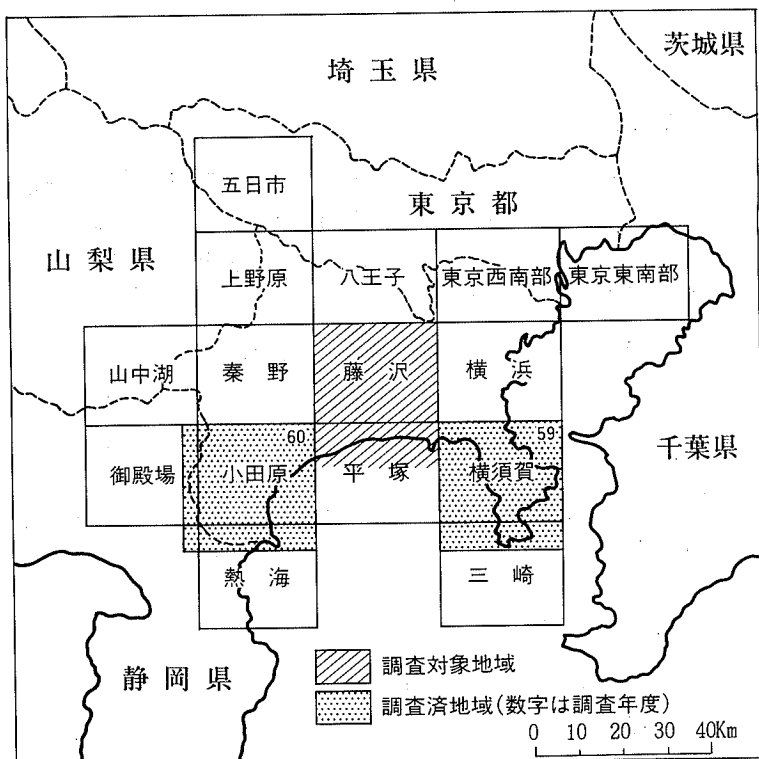 茨城県
埼玉県
五日市
東京都
山梨県
上野原
八王子
東京西南部
東京東南部
山中湖
秦野
藤沢
横浜
60
59
千葉県
御殿場
小田原
平塚
横須賀
熱海
三崎
静岡県
調査対象地域
調査済地域(数字は調査年度)
0 10 20 30 40Km